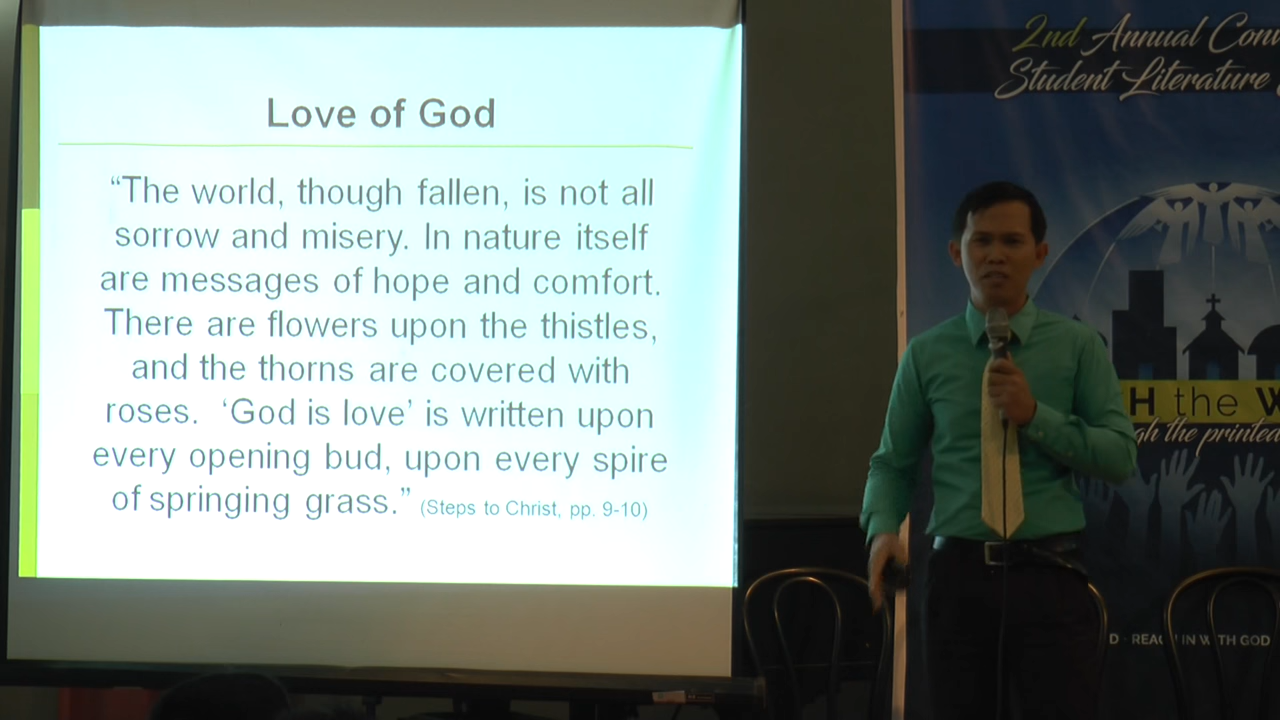 Love of God
“The world, though fallen, is not all
sorrow and misery. In nature itself
are messages of hope and comfort.
There are flowers upon the thistles,
and the thorns are covered with
roses. ‘God is love’ is written upon
every opening bud, upon every spire
of springing grass.” (Steps to Christ, pp. 9-10)
2nd Annual
Student Literature
the
the printed
WITH GOD